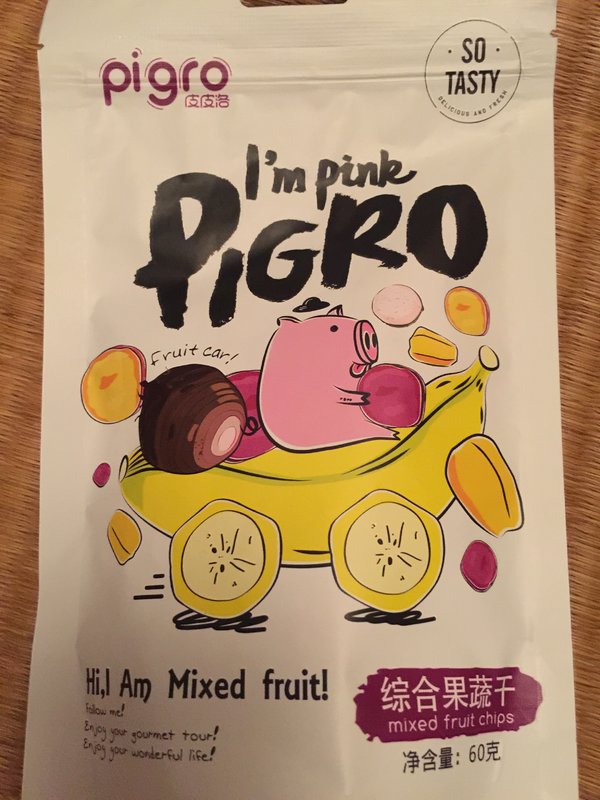 pigro
皮皮洛
SO
TASTY
DELICIOUS AND FRESH
I'm pink
PIGRO
fruit car!
Hi,I Am Mixed fruit!
Follow me!
Enjoy your gourmet tour!
Enjoy your wonderful life!
综合果蔬干
mixed fruit chips
净含量: 60克